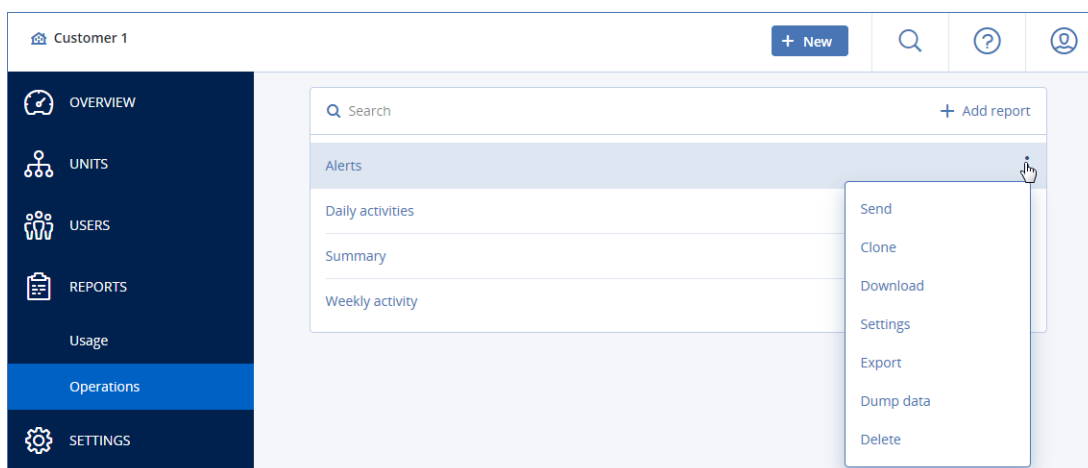 Customer 1
+ New
OVERVIEW
UNITS
USERS
REPORTS
Usage
Operations
SETTINGS
Search
+ Add report
Alerts
Daily activities
Summary
Weekly activity
Send
Clone
Download
Settings
Export
Dump data
Delete